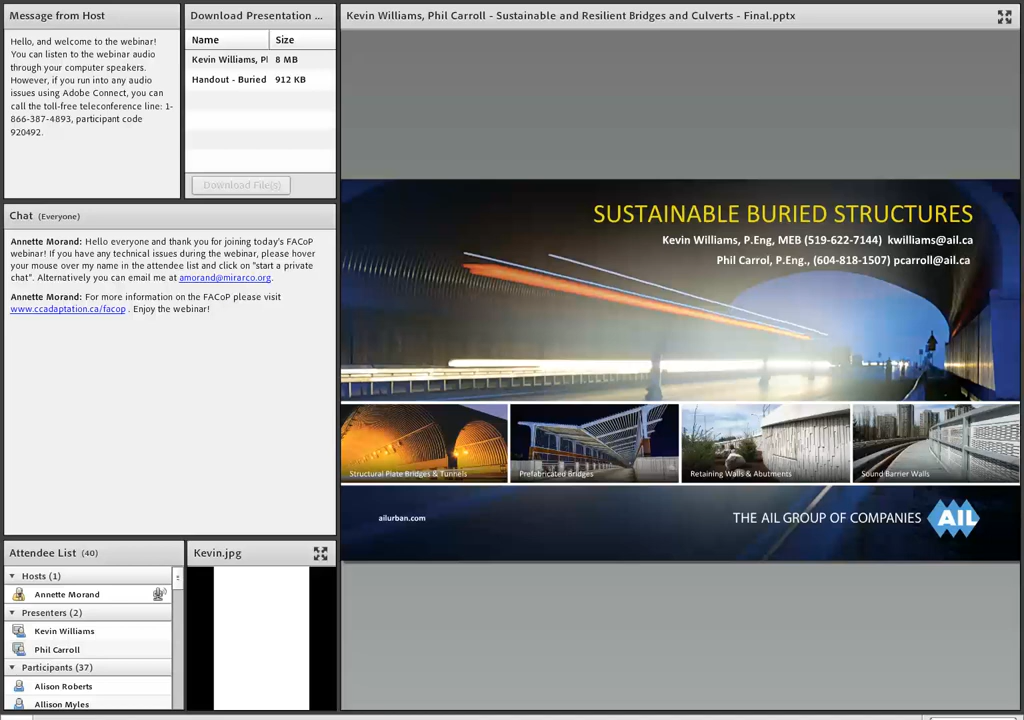 Message from Host
Hello, and welcome to the webinar!
You can listen to the webinar audio
through your computer speakers.
However, if you run into any audio
issues using Adobe Connect, you can
call the toll-free teleconference line: 1-
866-387-4893, participant code
920492.
Download Presentation ...
Name Size
Kevin Williams, Pl 8 MB
Handout - Buried 912 KB
Download File(s)
Chat (Everyone)
Annette Morand: Hello everyone and thank you for joining today's FACoP
webinar! If you have any technical issues during the webinar, please hover
your mouse over my name in the attendee list and click on "start a private
chat". Alternatively you can email me at amorand@mirarco.org.
Annette Morand: For more information on the FACoP please visit
www.ccadaptation.ca/facop . Enjoy the webinar!
Attendee List (40)
Hosts (1)
Annette Morand
Presenters (2)
Kevin Williams
Phil Carroll
Participants (37)
Alison Roberts
Allison Myles
Kevin.jpg
Kevin Williams, Phil Carroll - Sustainable and Resilient Bridges and Culverts - Final.pptx
SUSTAINABLE BURIED STRUCTURES
Kevin Williams, P.Eng, MEB (519-622-7144) kwilliams@ail.ca
Phil Carrol, P.Eng., (604-818-1507) pcarroll@ail.ca
Structural Plate Bridges & Tunnels
Prefabricated Bridges
Retaining Walls & Abutments
Sound Barrier Walls
ailurban.com
THE AIL GROUP OF COMPANIES
AIL